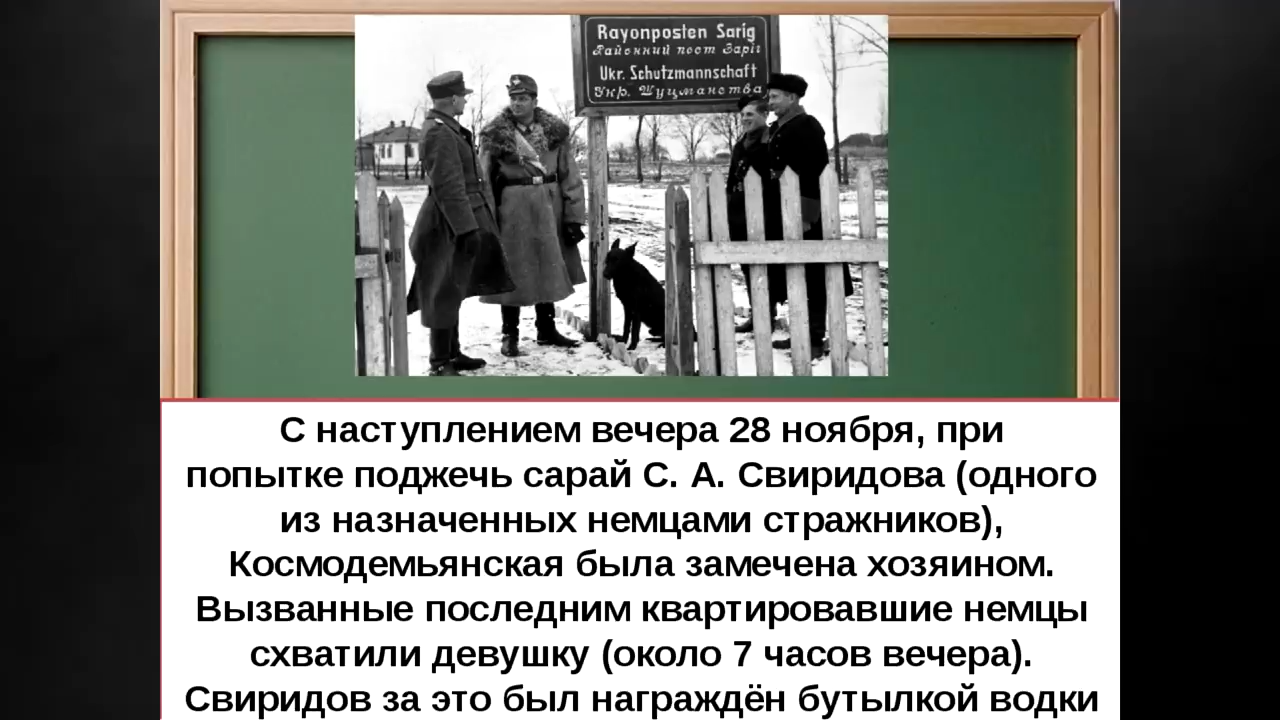 Rayonposten Sarig
Районний пост Заріг
Ukr. Schutzmannschaft
Укр. Шуцманства
С наступлением вечера 28 ноября, при
попытке поджечь сарай С. А. Свиридова (одного
из назначенных немцами стражников),
Космодемьянская была замечена хозяином.
Вызванные последним квартировавшие немцы
схватили девушку (около 7 часов вечера).
Свиридов за это был награждён бутылкой водки